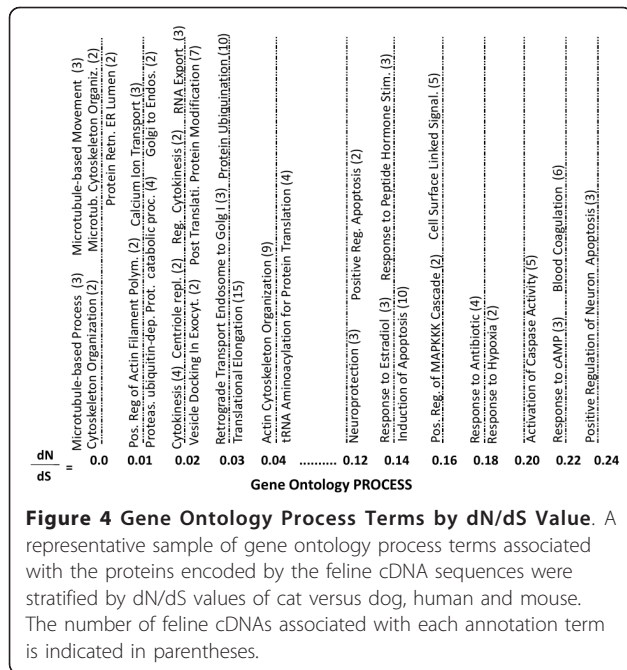 Microtubule-based Process (3) Microtubule-based Movement (3)
Cytoskeleton Organization (2) Microtub. Cytoskeleton Organiz. (2)
Protein Retn. ER Lumen (2)
Pos. Reg of Actin Filament Polym. (2) Calcium Ion Transport (3)
Proteas. ubiquitin-dep. Prot. catabolic proc. (4) Golgi to Endos. (2)
Cytokinesis (4) Centriole repl. (2) Reg. Cytokinesis (2) RNA Export (3)
Vesicle Docking In Exocyt. (2) Post Translati. Protein Modification (7)
Retrograde Transport Endosome to Golg I (3) Protein Ubiquination (10)
Translational Elongation (15)
Actin Cytoskeleton Organization (9)
tRNA Aminoacylation for Protein Translation (4)
Neuroprotection (3) Positive Reg. Apoptosis (2)
Response to Estradiol (3) Response to Peptide Hormone Stim. (3)
Induction of Apoptosis (10)
Pos. Reg. of MAPKKK Cascade (2) Cell Surface Linked Signal. (5)
Response to Antibiotic (4)
Response to Hypoxia (2)
Activation of Caspase Activity (5)
Response to cAMP (3) Blood Coagulation (6)
Positive Regulation of Neuron Apoptosis (3)
dN
dS
= 0.0 0.01 0.02 0.03 0.04 .......... 0.12 0.14 0.16 0.18 0.20 0.22 0.24
Gene Ontology PROCESS
Figure 4 Gene Ontology Process Terms by dN/dS Value. A
representative sample of gene ontology process terms associated
with the proteins encoded by the feline cDNA sequences were
stratified by dN/dS values of cat versus dog, human and mouse.
The number of feline cDNAs associated with each annotation term
is indicated in parentheses.